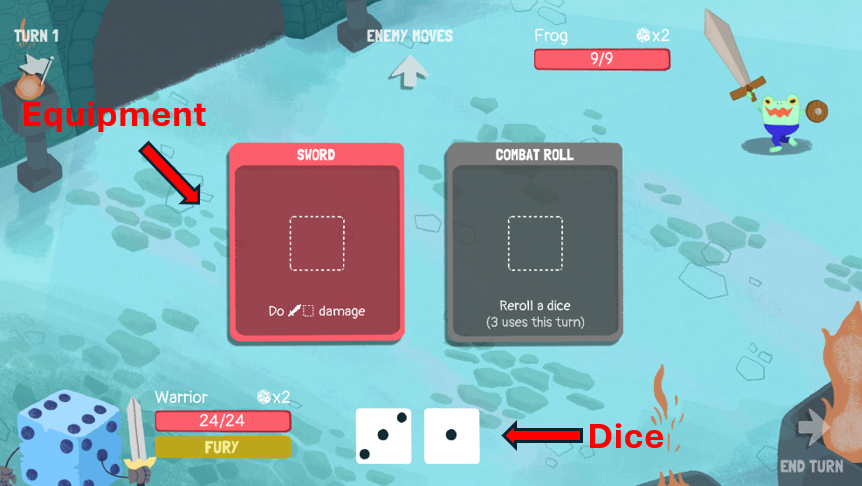 TURN 1
ENEMY MOVES
Frog
x2
9/9
Equipment
SWORD
Do damage
COMBAT ROLL
Reroll a dice
(3 uses this turn)
Warrior
x2
24/24
FURY
Dice
END TURN